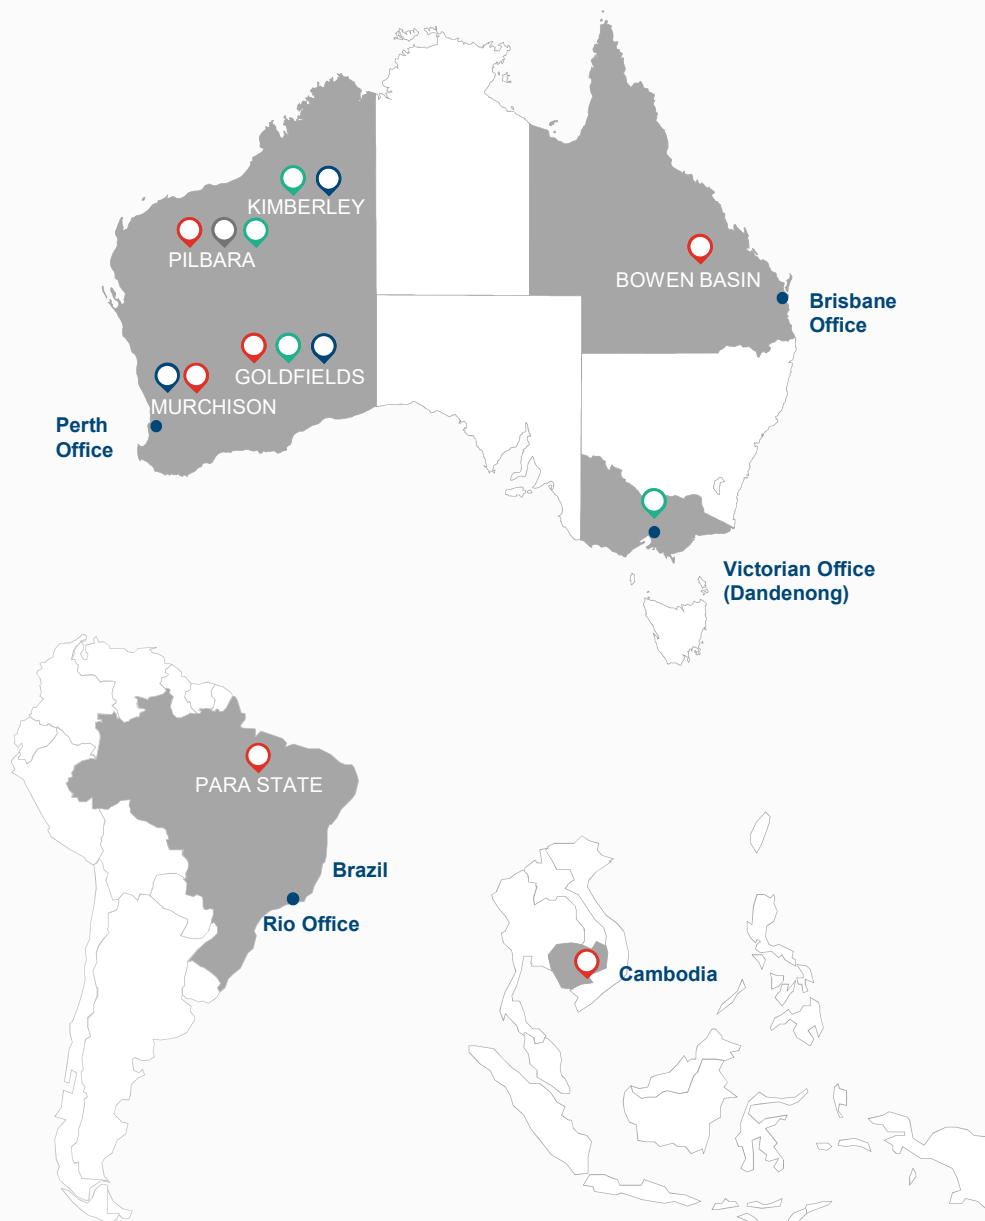 KIMBERLEY
PILBARA
BOWEN BASIN
Brisbane
Office
GOLDFIELDS
MURCHISON
Perth
Office
Victorian Office
(Dandenong)
PARA STATE
Brazil
Rio Office
Cambodia